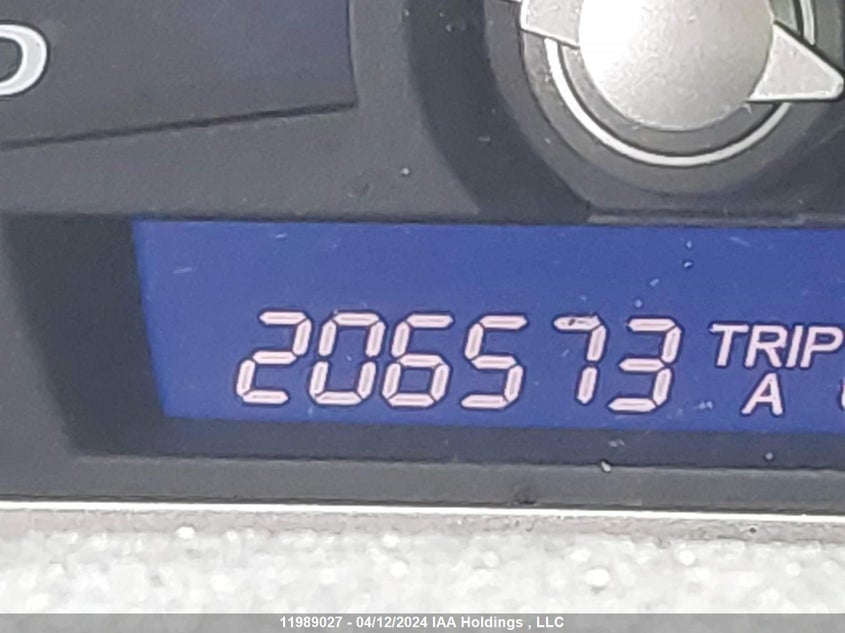 206573 TRIP
A
11989027 - 04/12/2024 IAA Holdings , LLC